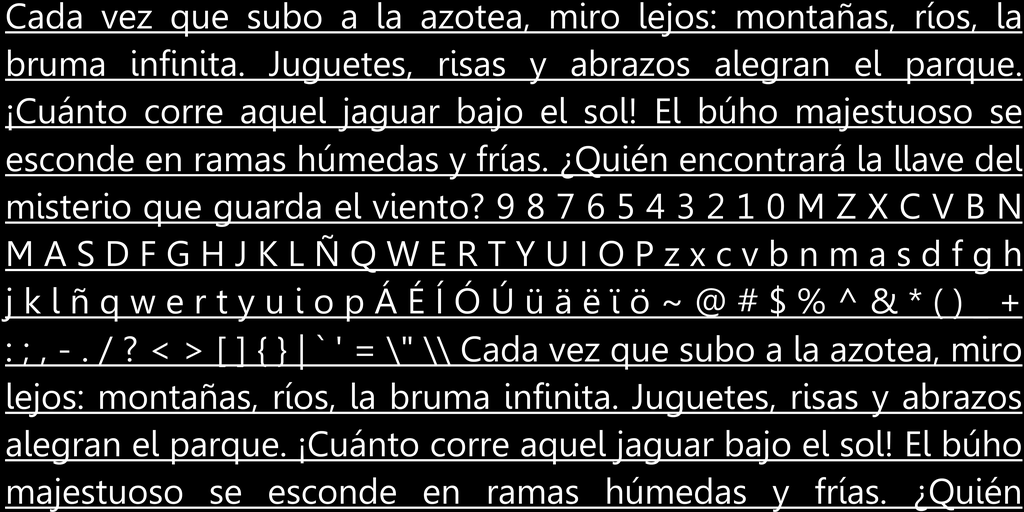 Cada vez que subo a la azotea, miro lejos: montañas, ríos, la
bruma infinita. Juguetes, risas y abrazos alegran el parque.
¡Cuánto corre aquel jaguar bajo el sol! El búho majestuoso se
esconde en ramas húmedas y frías. ¿Quién encontrará la llave del
misterio que guarda el viento? 9 8 7 6 5 4 3 2 1 0 M Z X C V B N
M A S D F G H J K L Ñ Q W E R T Y U I O P z x c v b n m a s d f g h
j k l ñ q w e r t y u i o p Á É Í Ó Ú ü ä ë ï ö ~ @ # $ % ^ & * ( ) +
: ; , - . / ? < > [ ] { } | ` ' = \" \\ Cada vez que subo a la azotea, miro
lejos: montañas, ríos, la bruma infinita. Juguetes, risas y abrazos
alegran el parque. ¡Cuánto corre aquel jaguar bajo el sol! El búho
majestuoso se esconde en ramas húmedas y frías. ¿Quién